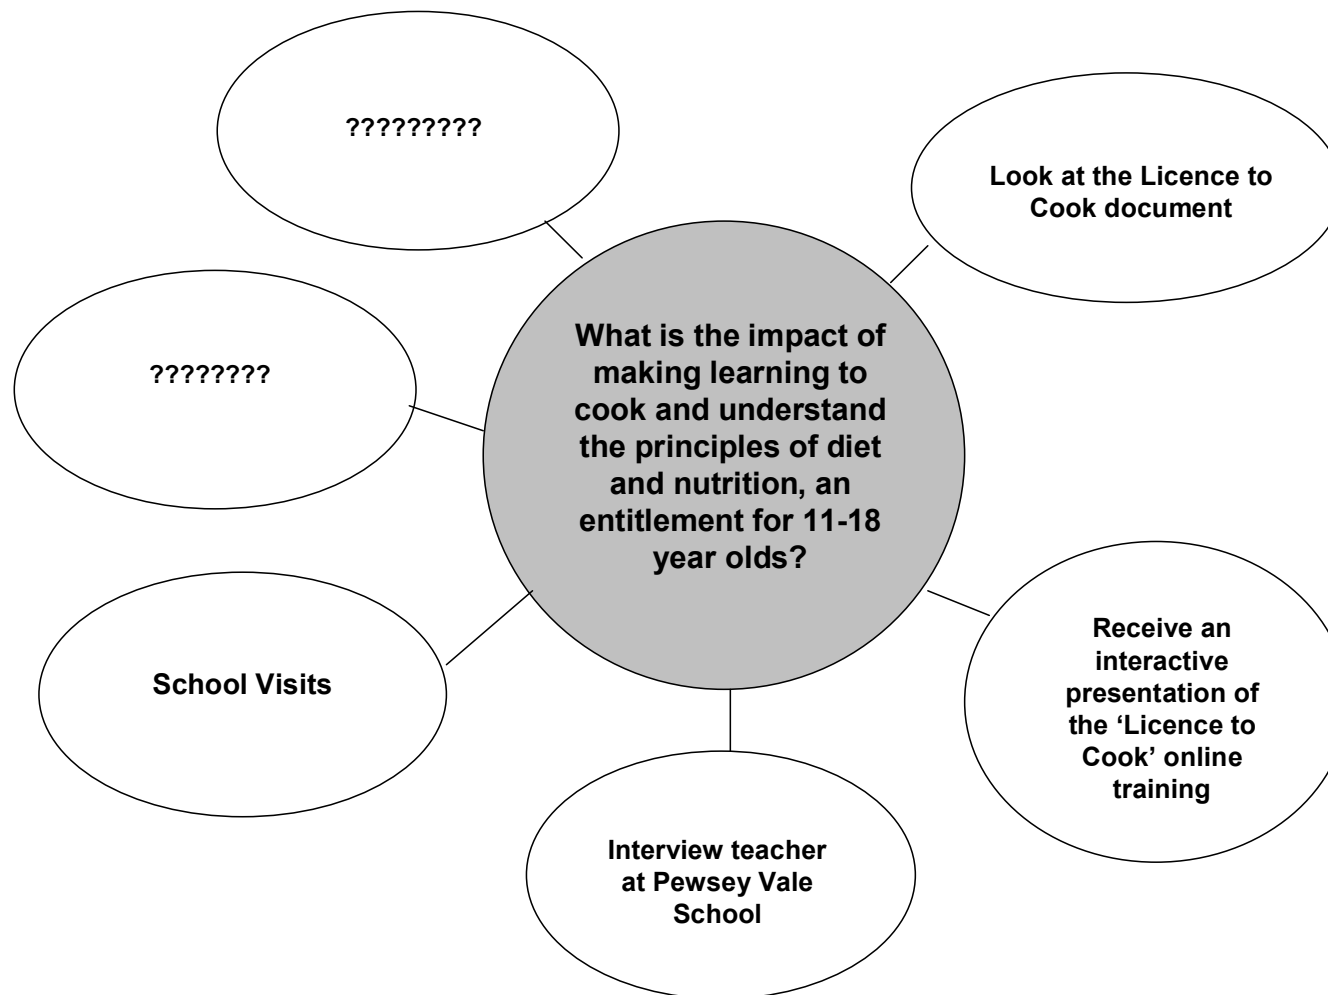 ?????????
Look at the Licence to
Cook document
What is the impact of
making learning to
cook and understand
the principles of diet
and nutrition, an
entitlement for 11-18
year olds?
????????
School Visits
Receive an
interactive
presentation of
the ‘Licence to
Cook’ online
training
Interview teacher
at Pewsey Vale
School